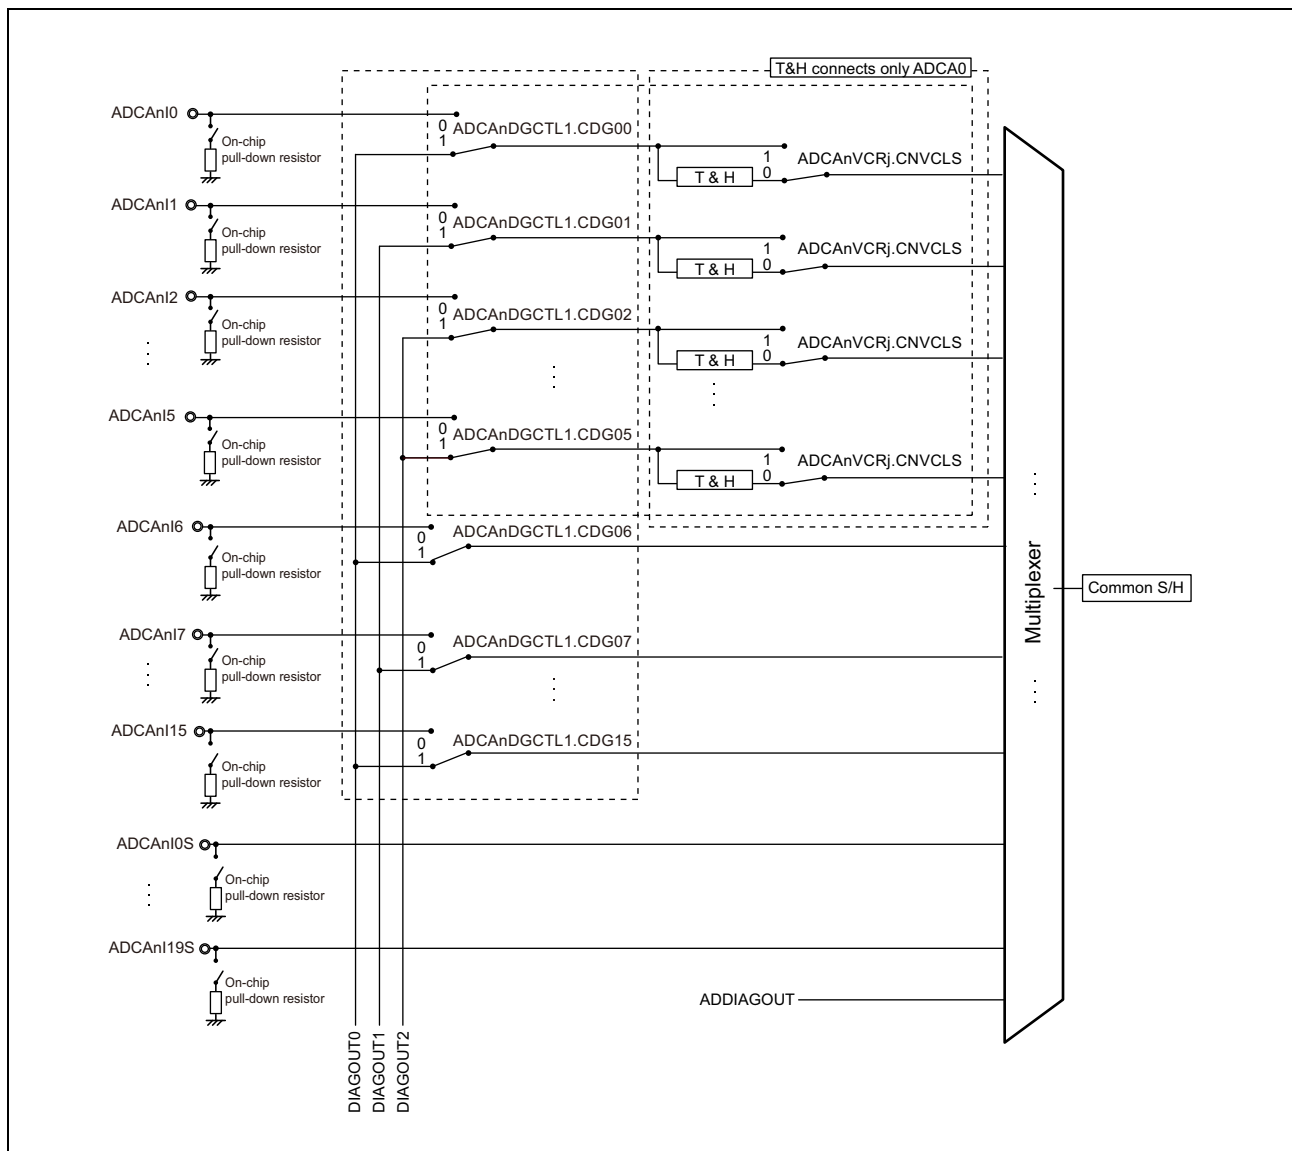 T&H connects only ADCA0
ADCAnI0
On-chip
pull-down resistor
0
1
ADCAnDGCTL1.CDG00
T & H
1
0
ADCAnVCRj.CNVCLS
ADCAnI1
On-chip
pull-down resistor
0
1
ADCAnDGCTL1.CDG01
T & H
1
0
ADCAnVCRj.CNVCLS
ADCAnI2
On-chip
pull-down resistor
0
1
ADCAnDGCTL1.CDG02
T & H
1
0
ADCAnVCRj.CNVCLS
ADCAnI5
On-chip
pull-down resistor
0
1
ADCAnDGCTL1.CDG05
T & H
1
0
ADCAnVCRj.CNVCLS
ADCAnI6
On-chip
pull-down resistor
0
1
ADCAnDGCTL1.CDG06
Multiplexer
Common S/H
ADCAnI7
On-chip
pull-down resistor
0
1
ADCAnDGCTL1.CDG07
ADCAnI15
On-chip
pull-down resistor
0
1
ADCAnDGCTL1.CDG15
ADCAnI0S
On-chip
pull-down resistor
ADCAnI19S
On-chip
pull-down resistor
ADDIAGOUT
DIAGOUT0
DIAGOUT1
DIAGOUT2